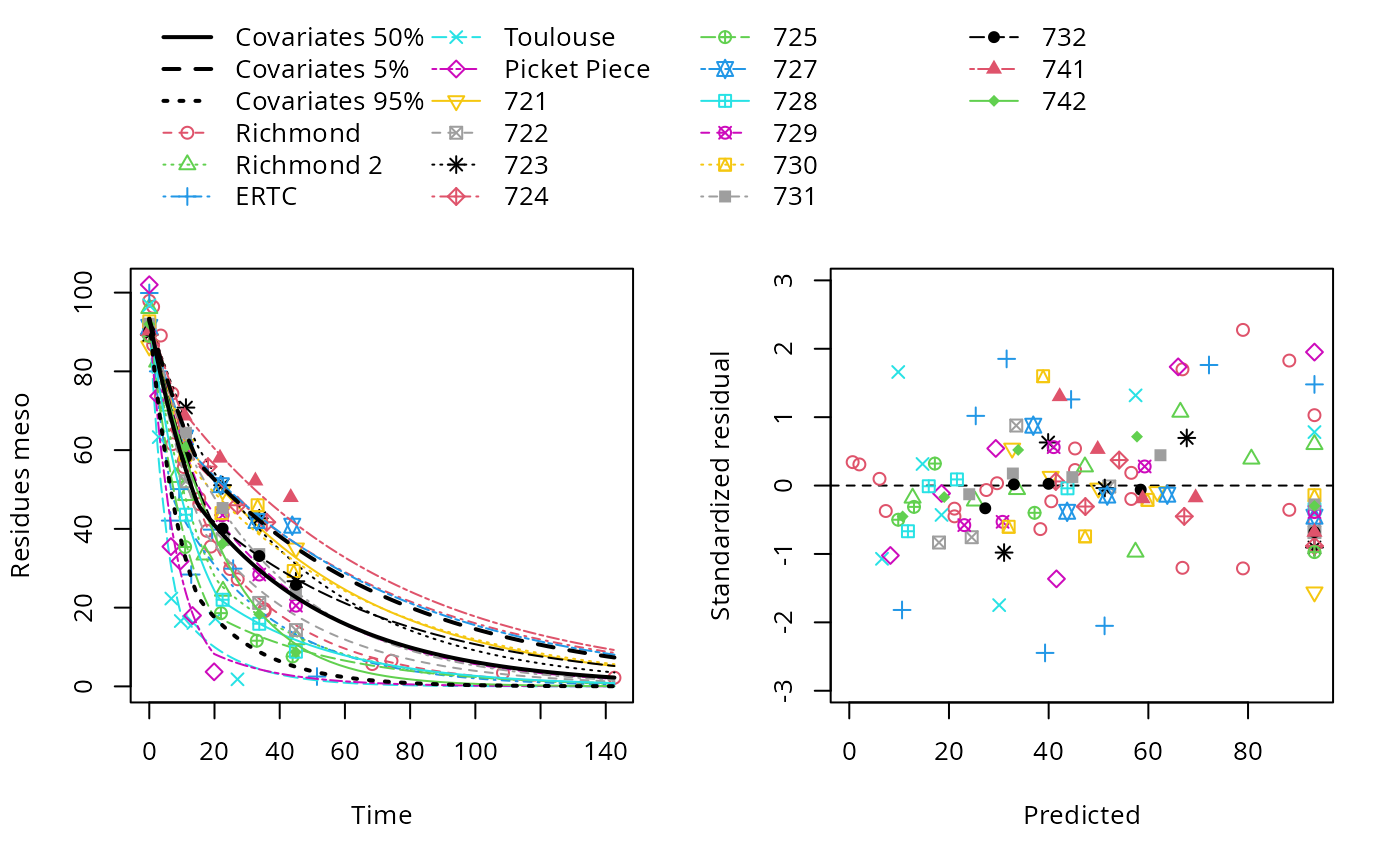 Covariates 50% Toulouse 725 732
Covariates 5% Picket Piece 727 741
Covariates 95% 721 728 742
Richmond 722 729
Richmond 2 723 730
ERTC 724 731
Residues meso
100
80
60
40
20
0
0 20 40 60 80 100 140
Time
Standardized residual
3
2
1
0
-1
-2
-3
0 20 40 60 80
Predicted